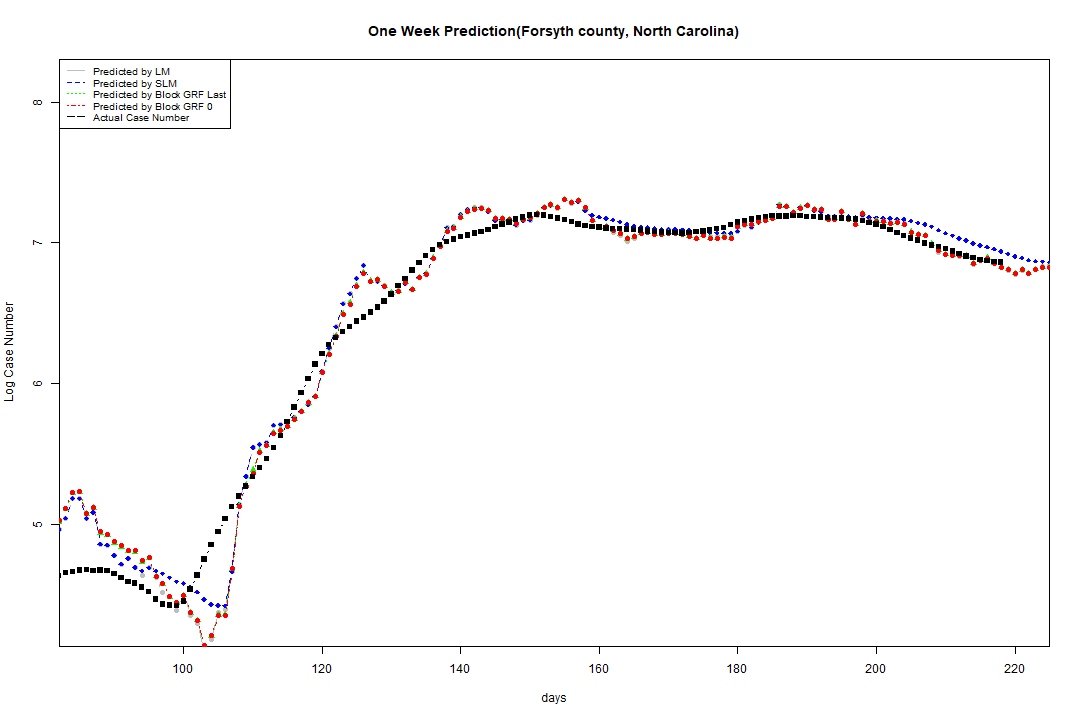 One Week Prediction(Forsyth county, North Carolina)
Predicted by LM
Predicted by SLM
Predicted by Block GRF Last
Predicted by Block GRF 0
Actual Case Number
8
7
6
5
Log Case Number
100 120 140 160 180 200 220
days